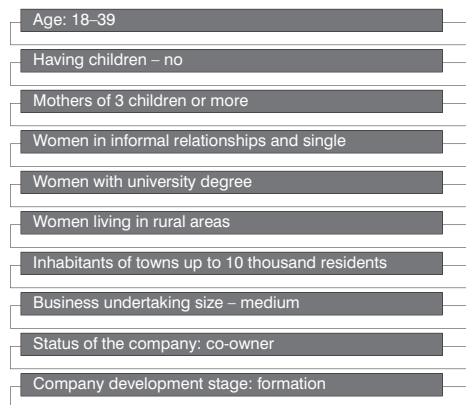 Age: 18–39
Having children – no
Mothers of 3 children or more
Women in informal relationships and single
Women with university degree
Women living in rural areas
Inhabitants of towns up to 10 thousand residents
Business undertaking size – medium
Status of the company: co-owner
Company development stage: formation